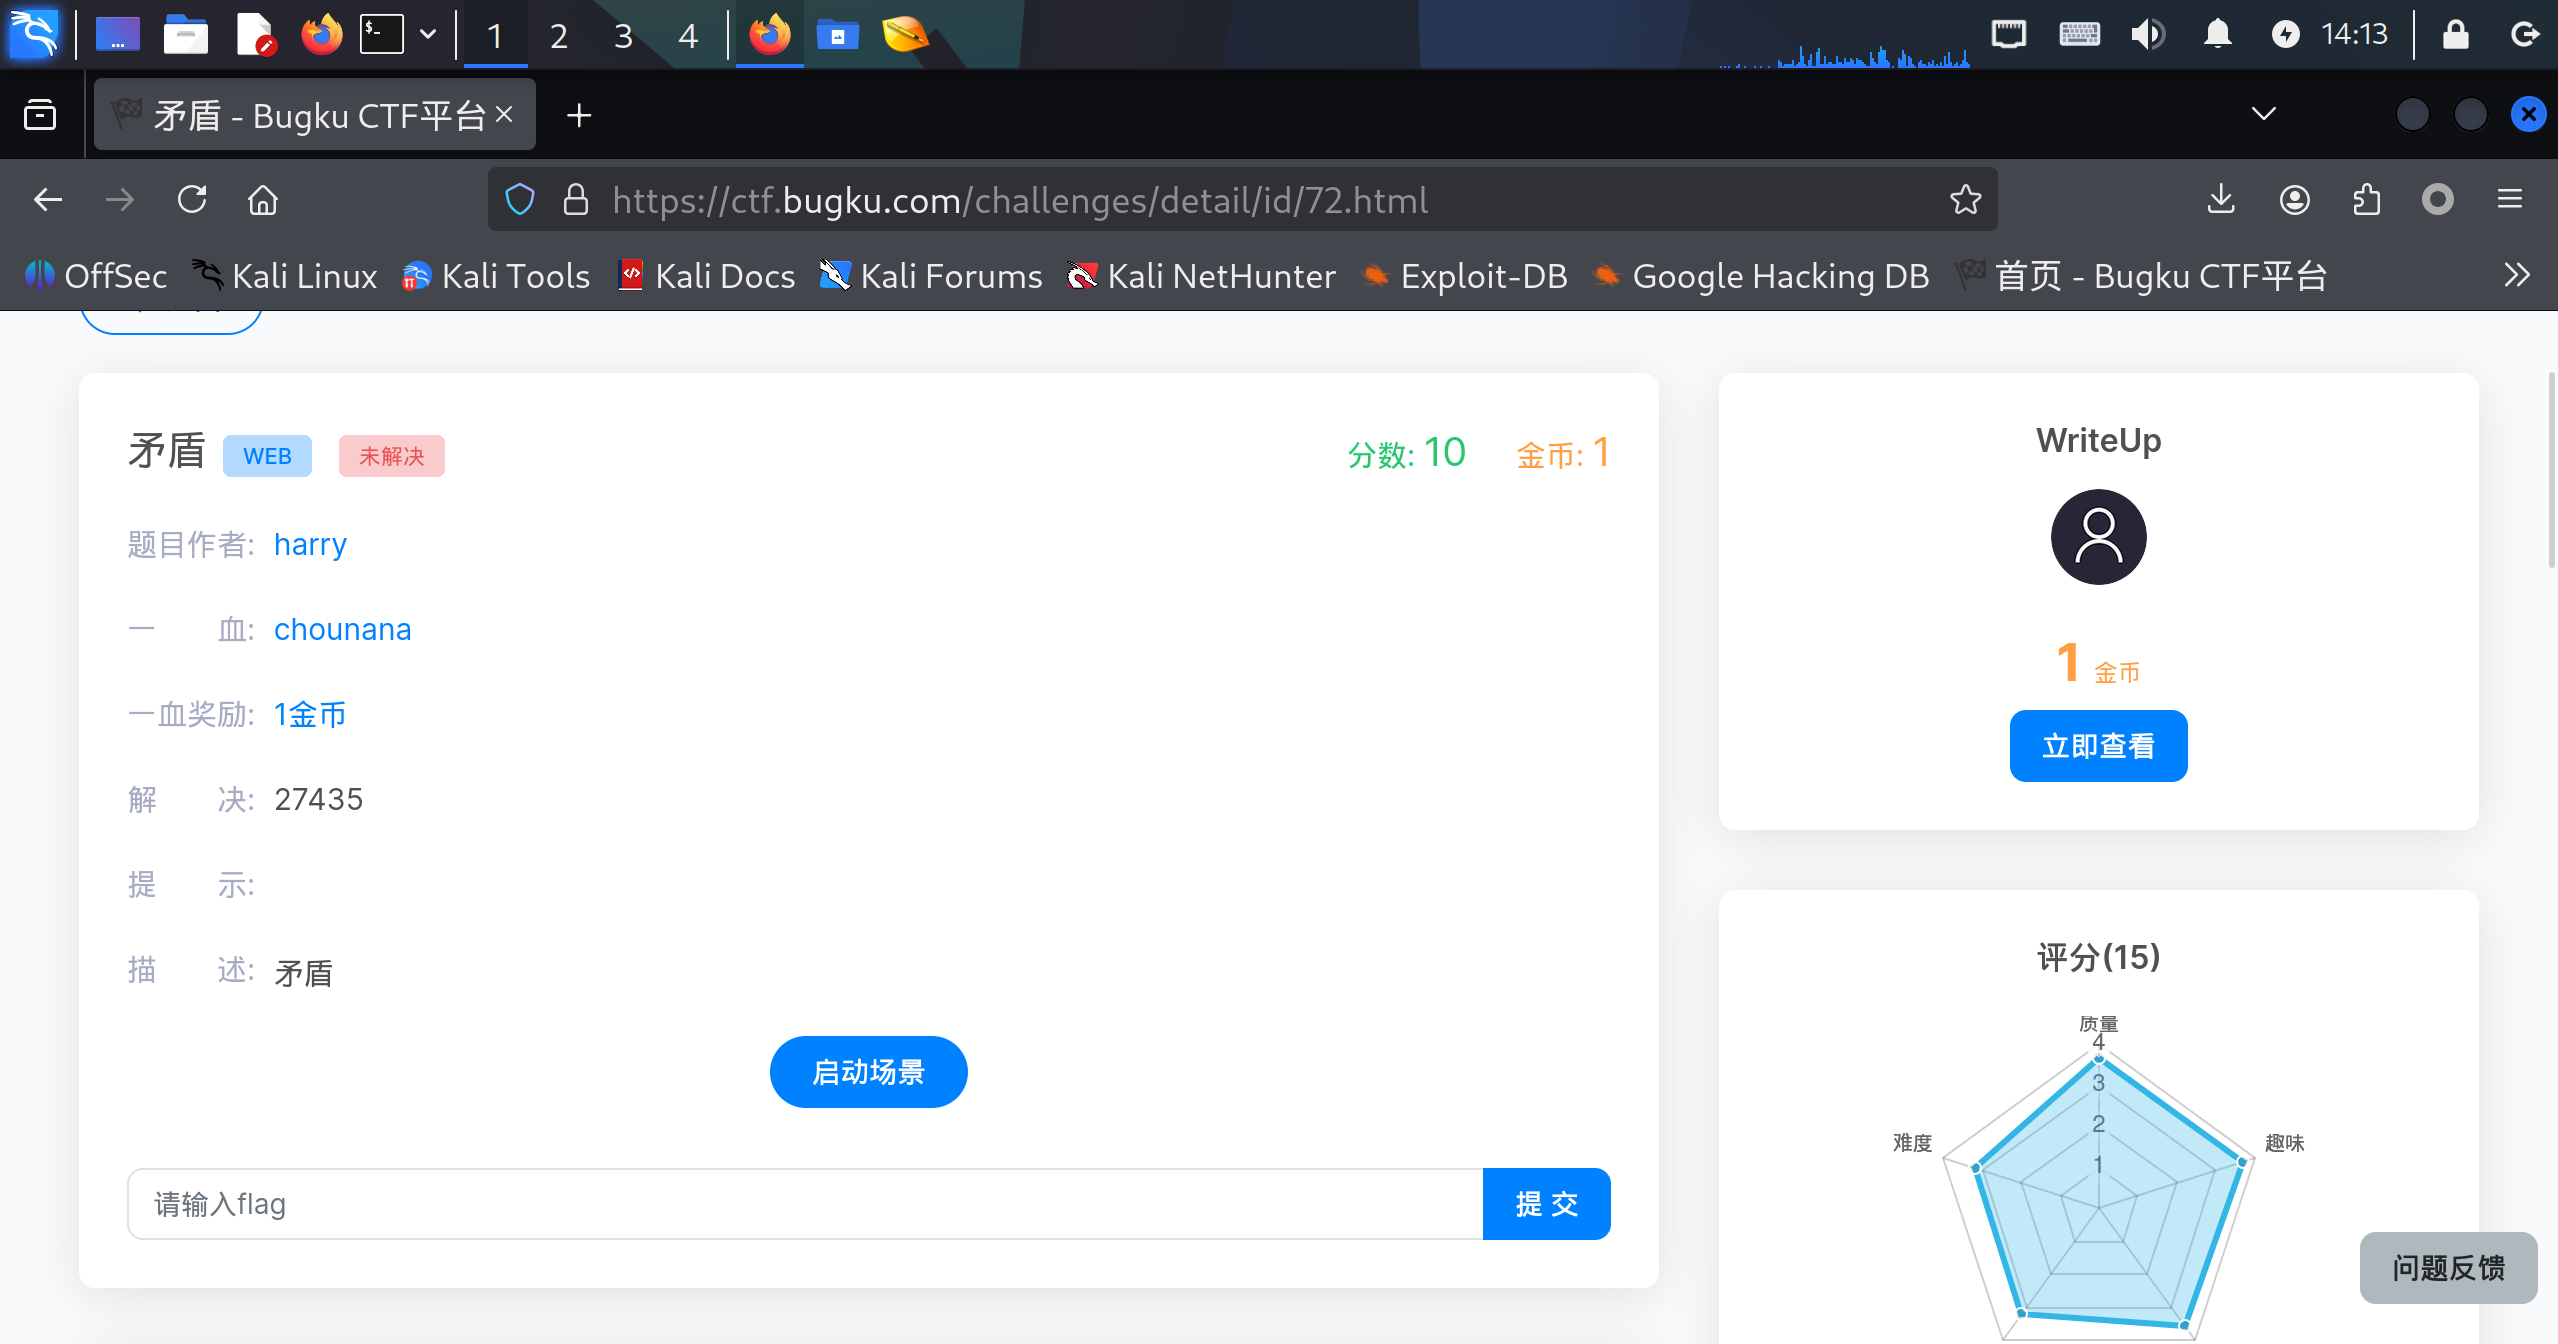 1 2 3 4 14:13
矛盾 - Bugku CTF平台
https://ctf.bugku.com/challenges/detail/id/72.html
OffSec Kali Linux Kali Tools Kali Docs Kali Forums Kali NetHunter Exploit-DB Google Hacking DB 首页 - Bugku CTF平台
矛盾 WEB 未解决 分数: 10 金币: 1
题目作者: harry
一 血: chounana
一血奖励: 1金币
解 决: 27435
提 示:
描 述: 矛盾
启动场景
请输入flag 提 交
WriteUp
1 金币
立即查看
评分(15)
质量
4
3
2
1
难度
趣味
问题反馈